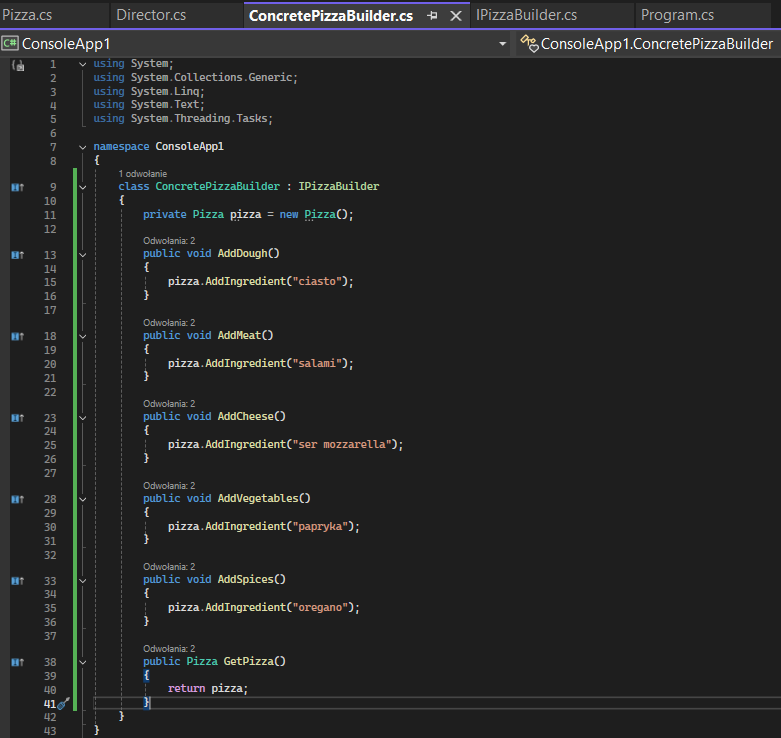 Pizza.cs Director.cs ConcretePizzaBuilder.cs IPizzaBuilder.cs Program.cs
C# ConsoleApp1 ConsoleApp1.ConcretePizzaBuilder
1 using System;
2 using System.Collections.Generic;
3 using System.Linq;
4 using System.Text;
5 using System.Threading.Tasks;
6
7 namespace ConsoleApp1
8 {
1 odwołanie
9 class ConcretePizzaBuilder : IPizzaBuilder
10 {
11 private Pizza pizza = new Pizza();
12
Odwołania: 2
13 public void AddDough()
14 {
15 pizza.AddIngredient("ciasto");
16 }
17
Odwołania: 2
18 public void AddMeat()
19 {
20 pizza.AddIngredient("salami");
21 }
22
Odwołania: 2
23 public void AddCheese()
24 {
25 pizza.AddIngredient("ser mozzarella");
26 }
27
Odwołania: 2
28 public void AddVegetables()
29 {
30 pizza.AddIngredient("papryka");
31 }
32
Odwołania: 2
33 public void AddSpices()
34 {
35 pizza.AddIngredient("oregano");
36 }
37
Odwołania: 2
38 public Pizza GetPizza()
39 {
40 return pizza;
41 }
42 }
43 }